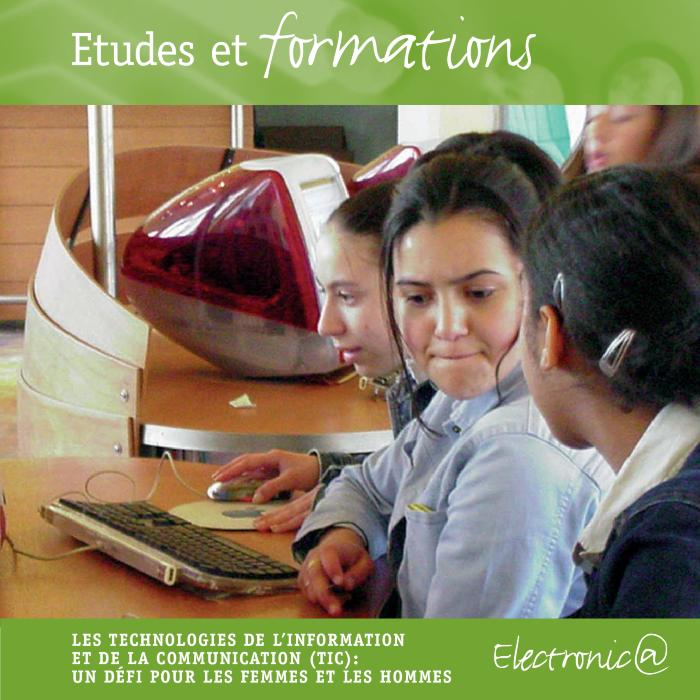 Etudes et formations
LES TECHNOLOGIES DE L'INFORMATION
ET DE LA COMMUNICATION (TIC):
UN DÉFI POUR LES FEMMES ET LES HOMMES
Electronic@